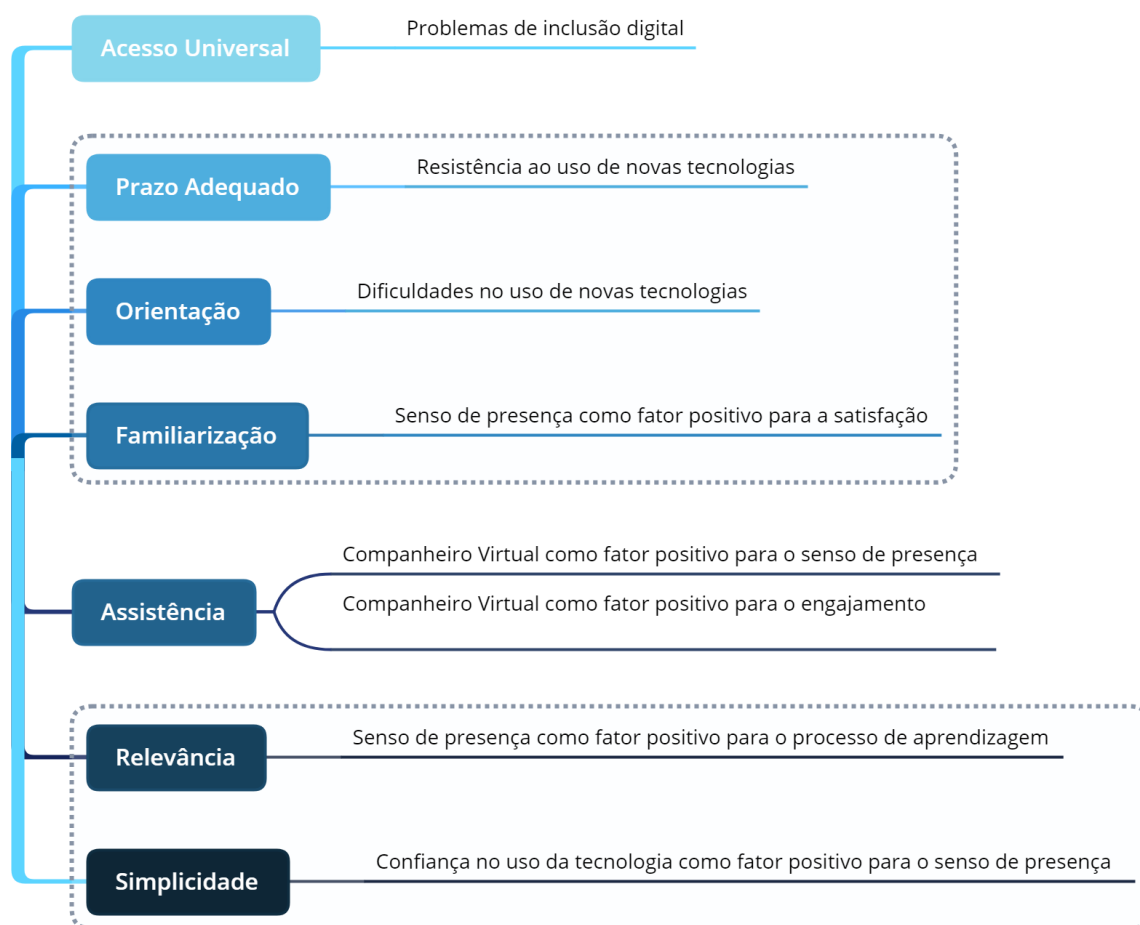 Acesso Universal
Problemas de inclusão digital
Prazo Adequado
Resistência ao uso de novas tecnologias
Orientação
Dificuldades no uso de novas tecnologias
Familiarização
Senso de presença como fator positivo para a satisfação
Assistência
Companheiro Virtual como fator positivo para o senso de presença
Companheiro Virtual como fator positivo para o engajamento
Relevância
Senso de presença como fator positivo para o processo de aprendizagem
Simplicidade
Confiança no uso da tecnologia como fator positivo para o senso de presença